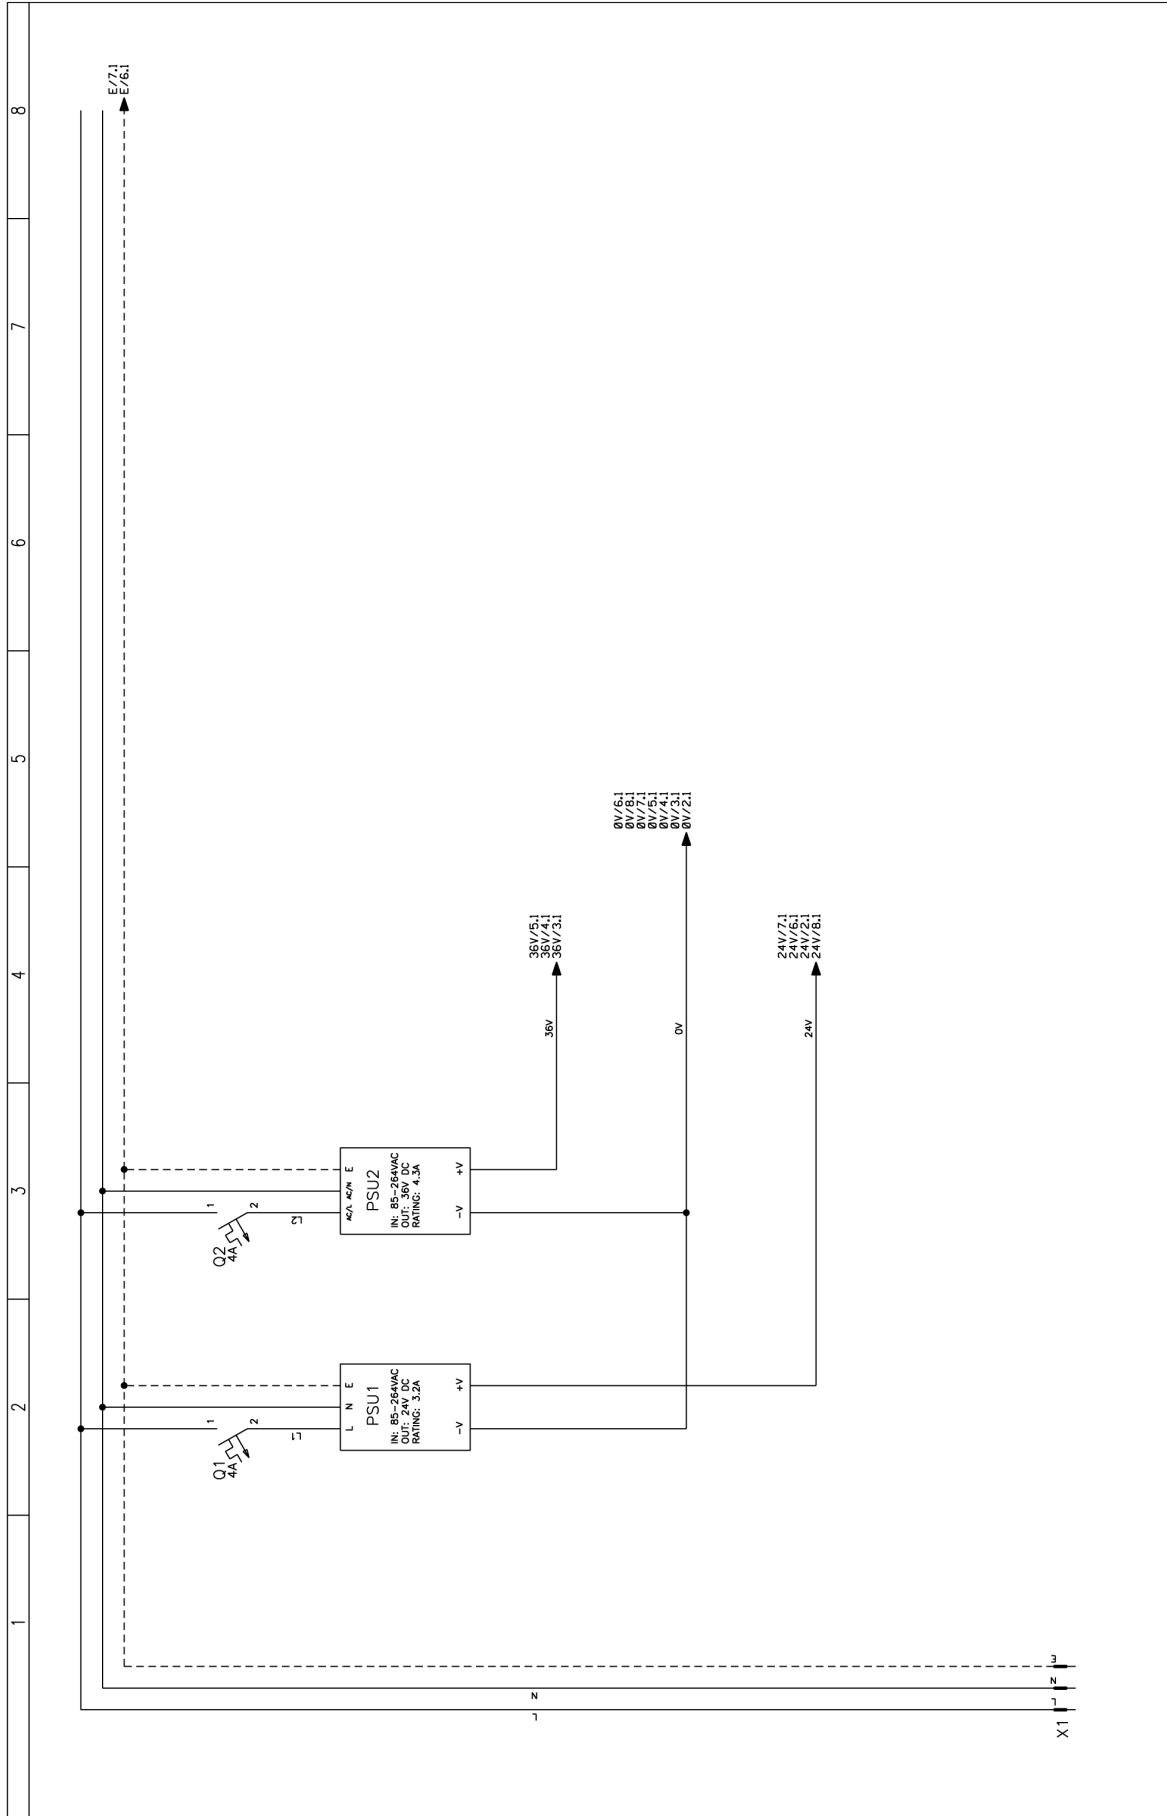 1
2
3
4
5
6
7
8
E/7.1
E/6.1
Q1
4A
1
2
L1
Q2
4A
1
2
L2
L N E
PSU1
IN: 85-264VAC
OUT: 24V DC
RATING: 3.2A
-V +V
AC/L AC/N E
PSU2
IN: 85-264VAC
OUT: 36V DC
RATING: 4.3A
-V +V
36V
36V/5.1
36V/4.1
36V/3.1
0V
0V/6.1
0V/8.1
0V/7.1
0V/5.1
0V/4.1
0V/3.1
0V/2.1
24V
24V/7.1
24V/6.1
24V/2.1
24V/8.1
L
N
X1
L
N
E